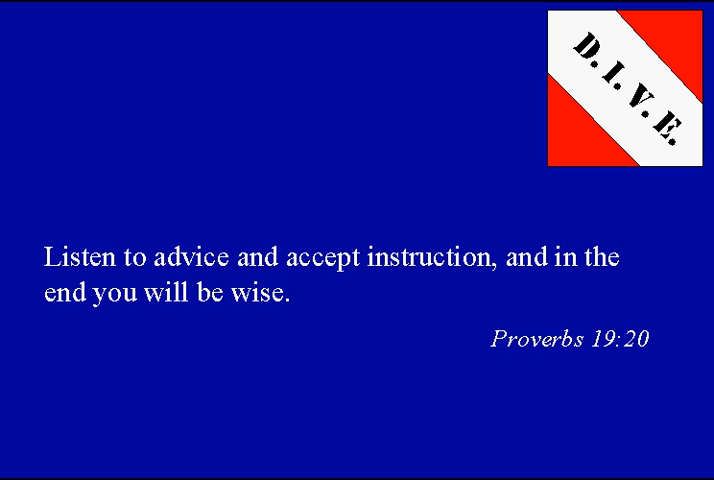 D.I.V.E.
Listen to advice and accept instruction, and in the
end you will be wise.
Proverbs 19:20